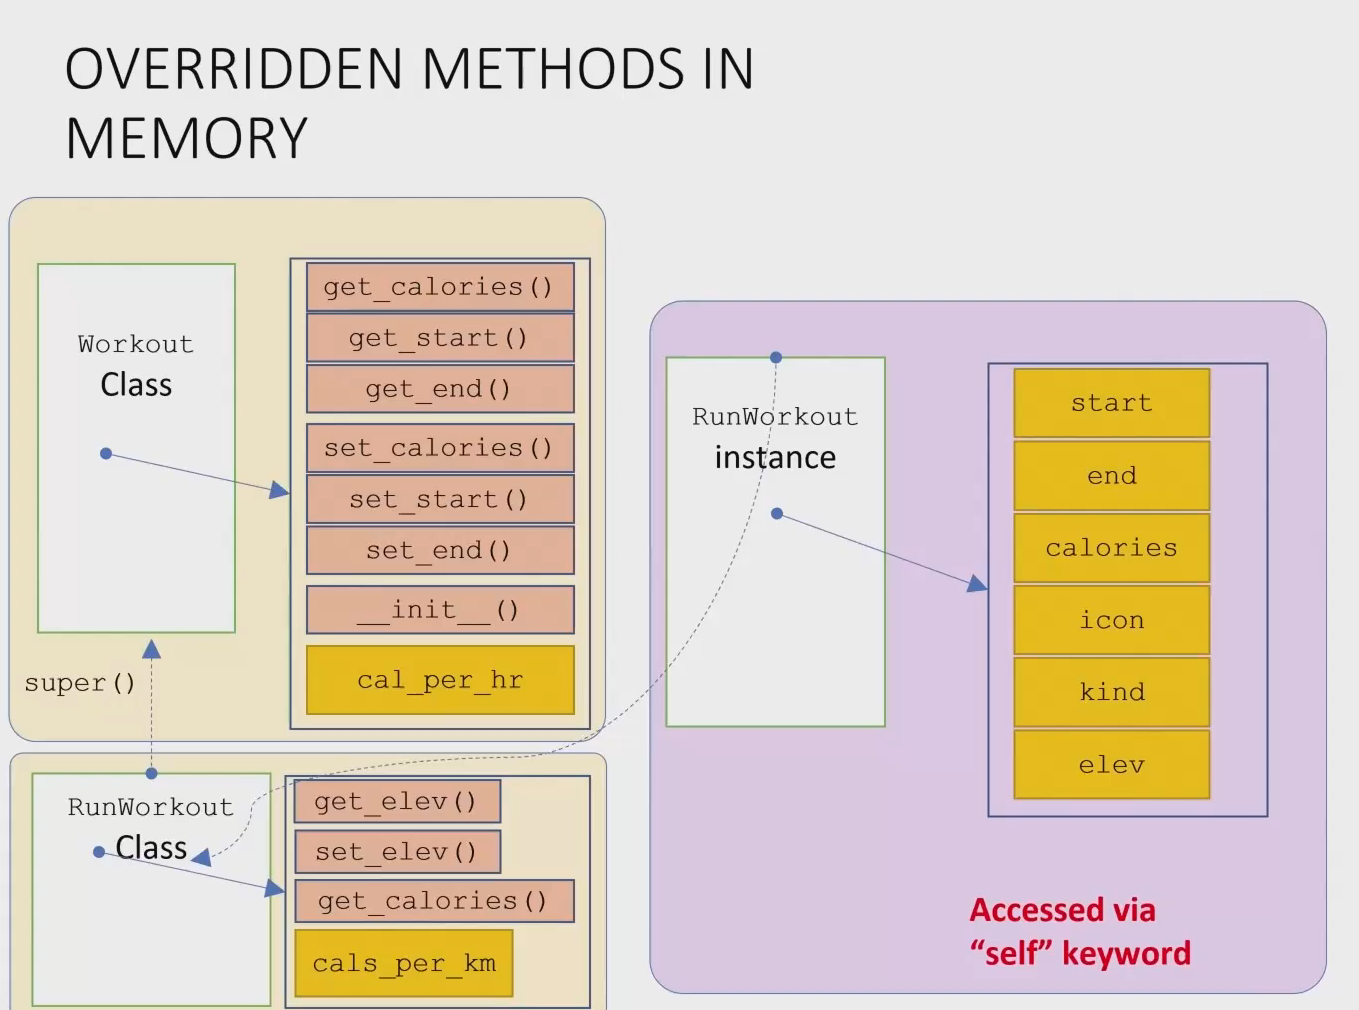 OVERRIDDEN METHODS IN
MEMORY
Workout
Class
get_calories()
get_start()
get_end()
set_calories()
set_start()
set_end()
__init__()
cal_per_hr
super()
RunWorkout
Class
get_elev()
set_elev()
get_calories()
cals_per_km
RunWorkout
instance
start
end
calories
icon
kind
elev
Accessed via
“self” keyword